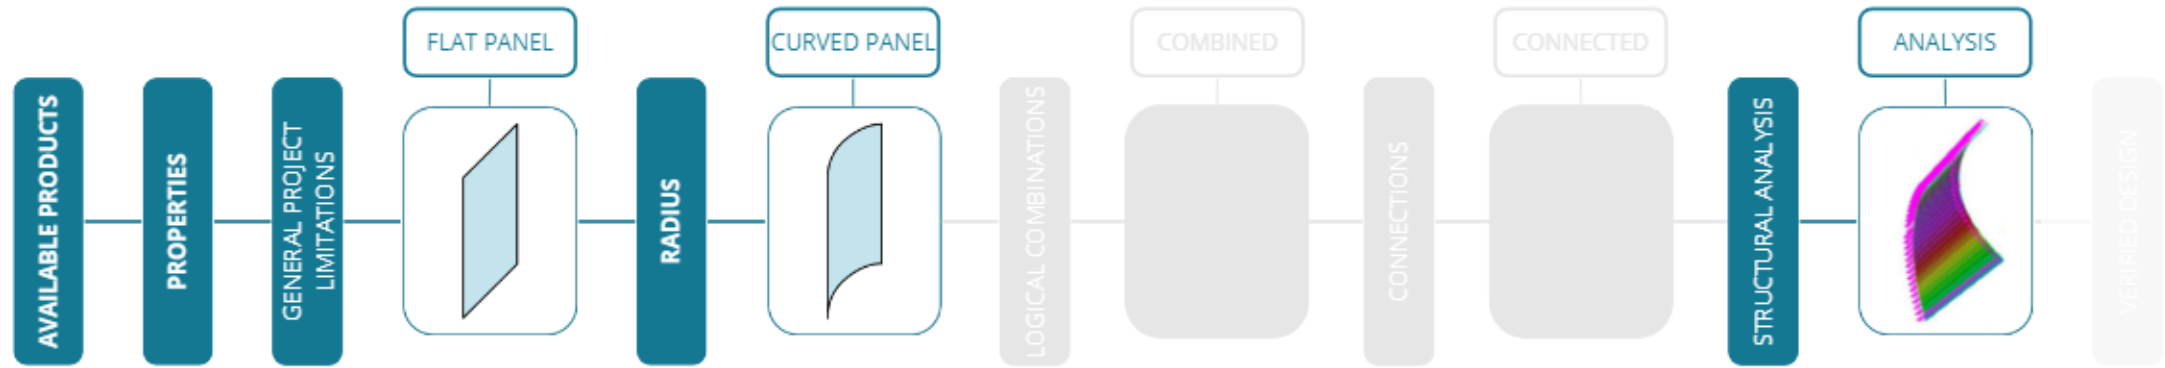 AVAILABLE PRODUCTS
PROPERTIES
GENERAL PROJECT
LIMITATIONS
FLAT PANEL
RADIUS
CURVED PANEL
LOGICAL COMBINATIONS
COMBINED
CONNECTIONS
CONNECTED
STRUCTURAL ANALYSIS
ANALYSIS
VERIFIED DESIGN